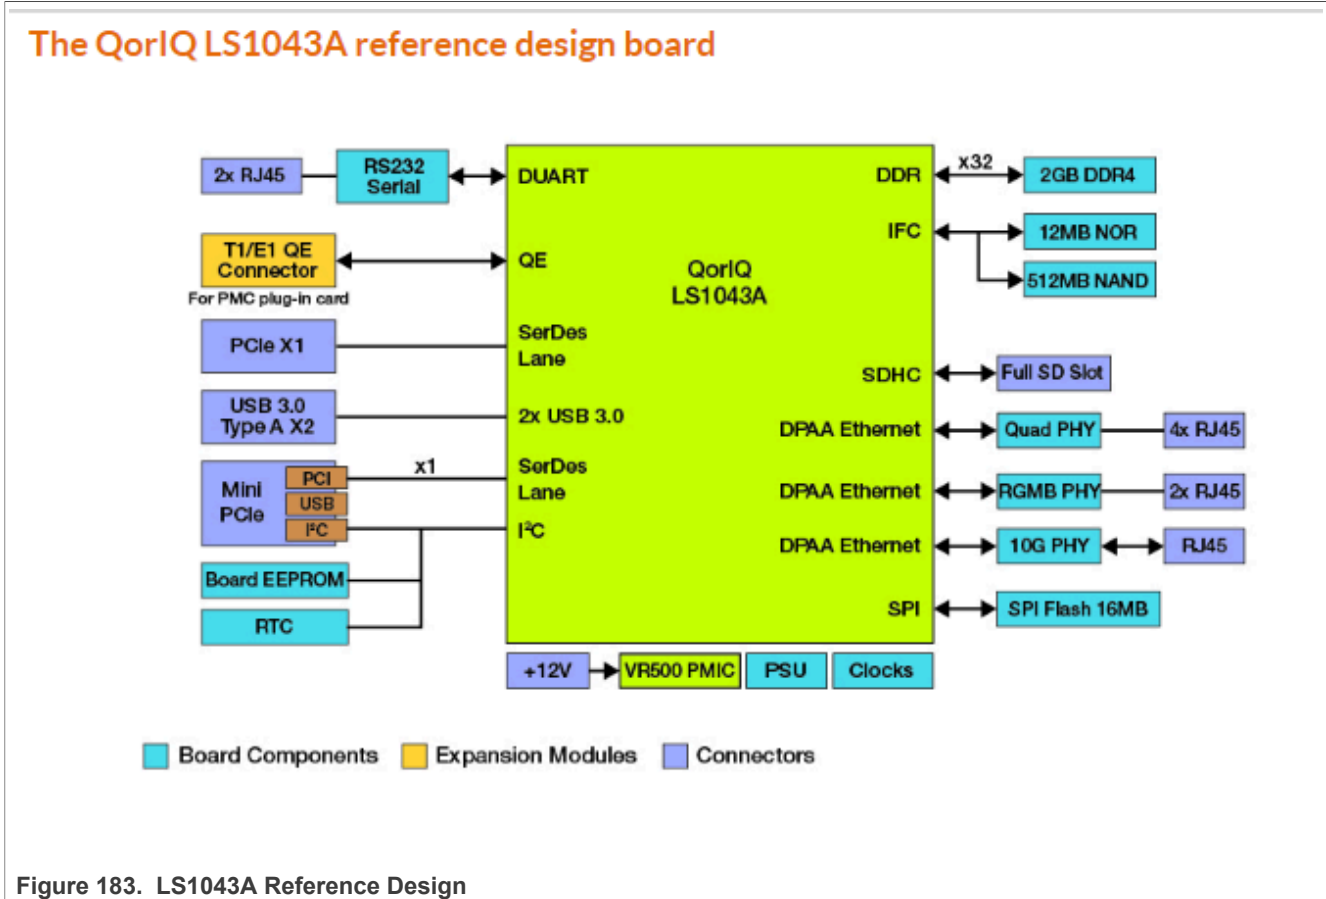 The QorIQ LS1043A reference design board
2x RJ45
RS232
Serial
DUART
T1/E1 QE
Connector
For PMC plug-in card
QE
PCIe X1
SerDes
Lane
USB 3.0
Type A X2
2x USB 3.0
Mini
PCIe
PCI
USB
I²C
x1
SerDes
Lane
I²C
Board EEPROM
RTC
QorIQ
LS1043A
DDR
x32
2GB DDR4
IFC
12MB NOR
512MB NAND
SDHC
Full SD Slot
DPAA Ethernet
Quad PHY
4x RJ45
DPAA Ethernet
RGMB PHY
2x RJ45
DPAA Ethernet
10G PHY
RJ45
SPI
SPI Flash 16MB
+12V
VR500 PMIC
PSU
Clocks
Board Components
Expansion Modules
Connectors
Figure 183. LS1043A Reference Design